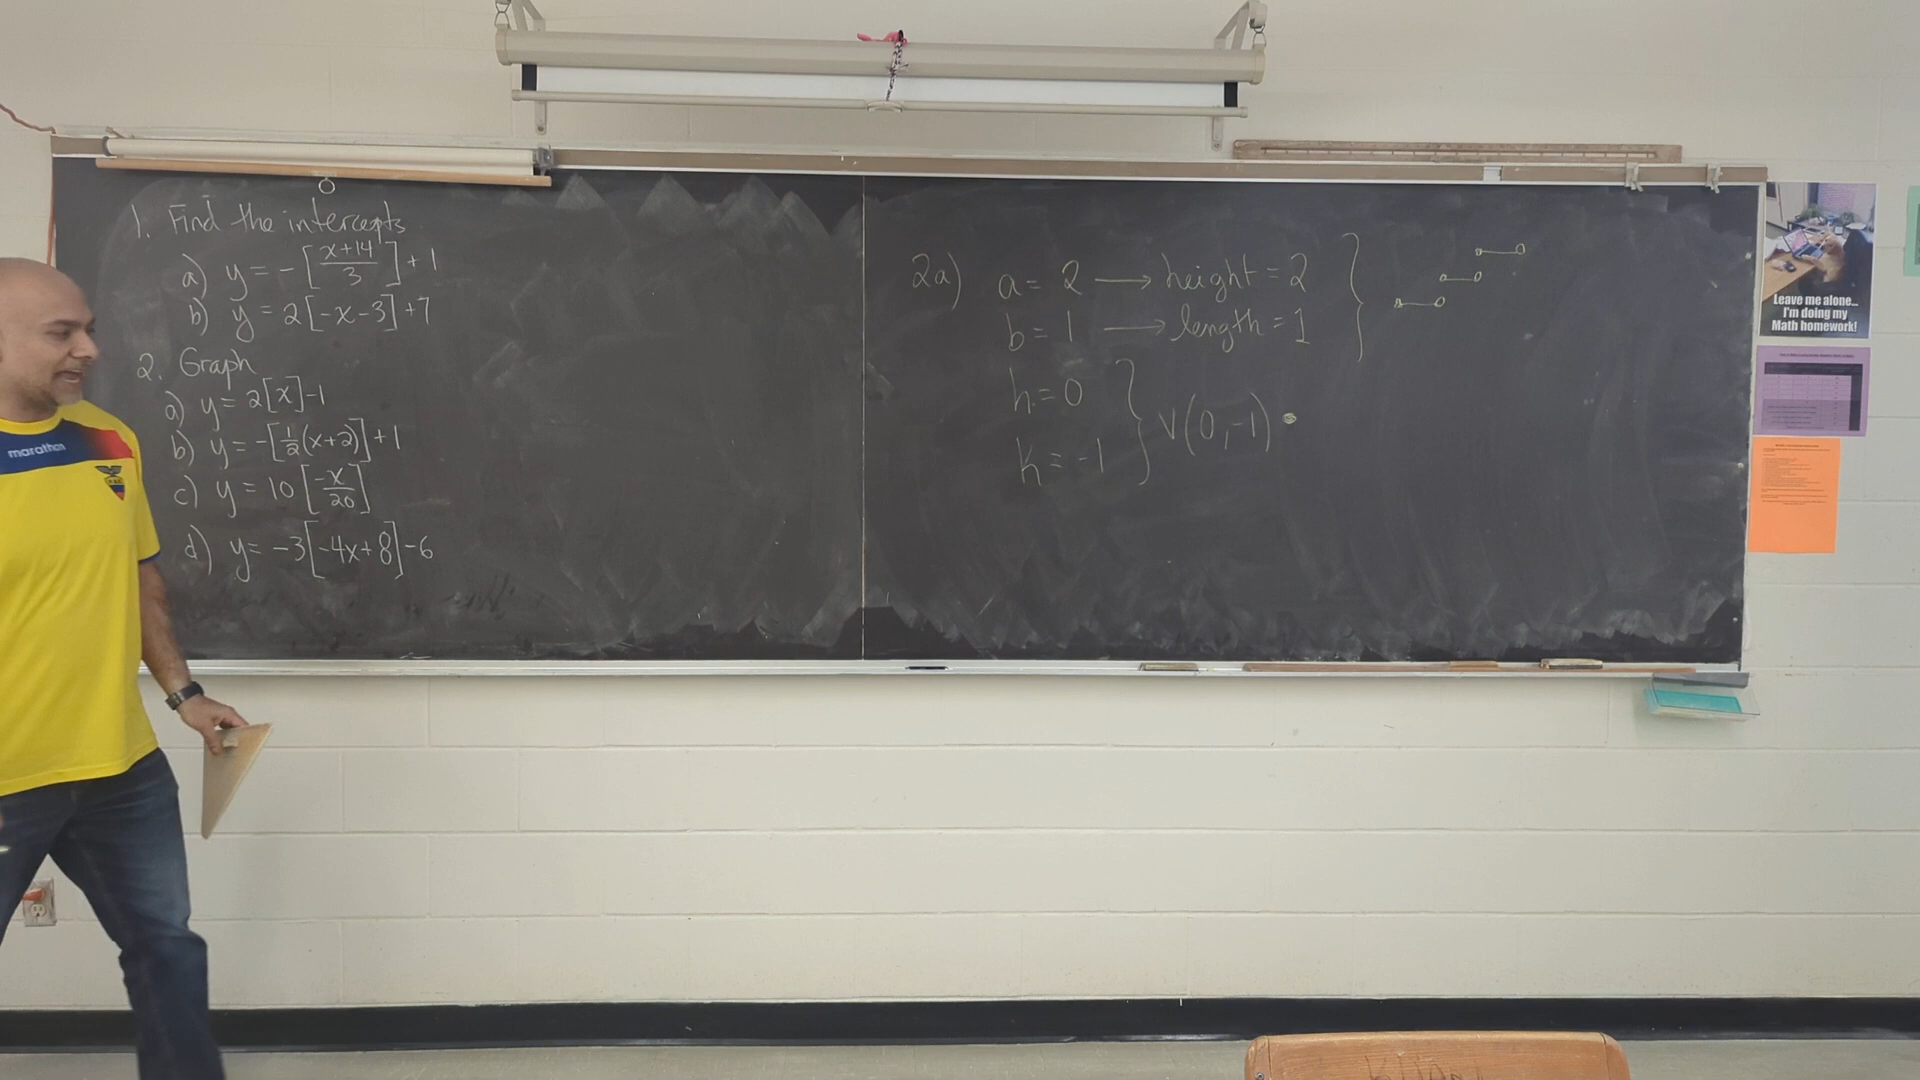 1. Find the intercepts
a) y = -[x+14/3] + 1
b) y = 2[-x-3]+7
2. Graph
a) y = 2[x]-1
b) y = -[1/2(x+2)]+1
c) y = 10[-x/20]
d) y = -3[-4x+8]-6
2a) a = 2 → height = 2
b = 1 → length = 1
h = 0
k = -1
V(0,-1)
marathon
Leave me alone...
I'm doing my
Math homework!